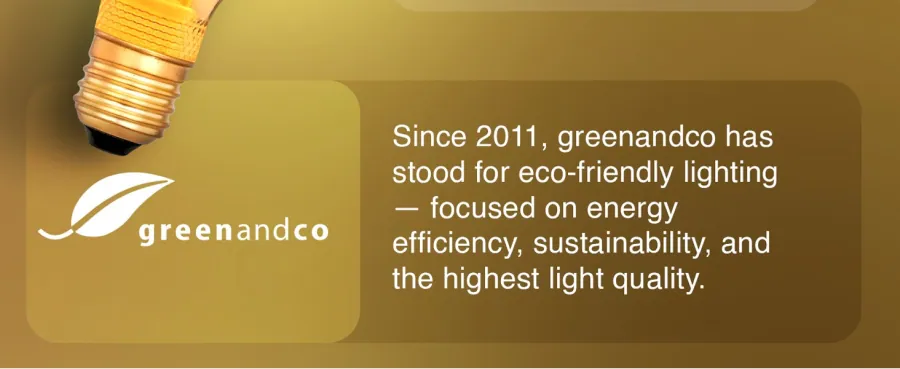 greenandco
Since 2011, greenandco has
stood for eco-friendly lighting
— focused on energy
efficiency, sustainability, and
the highest light quality.